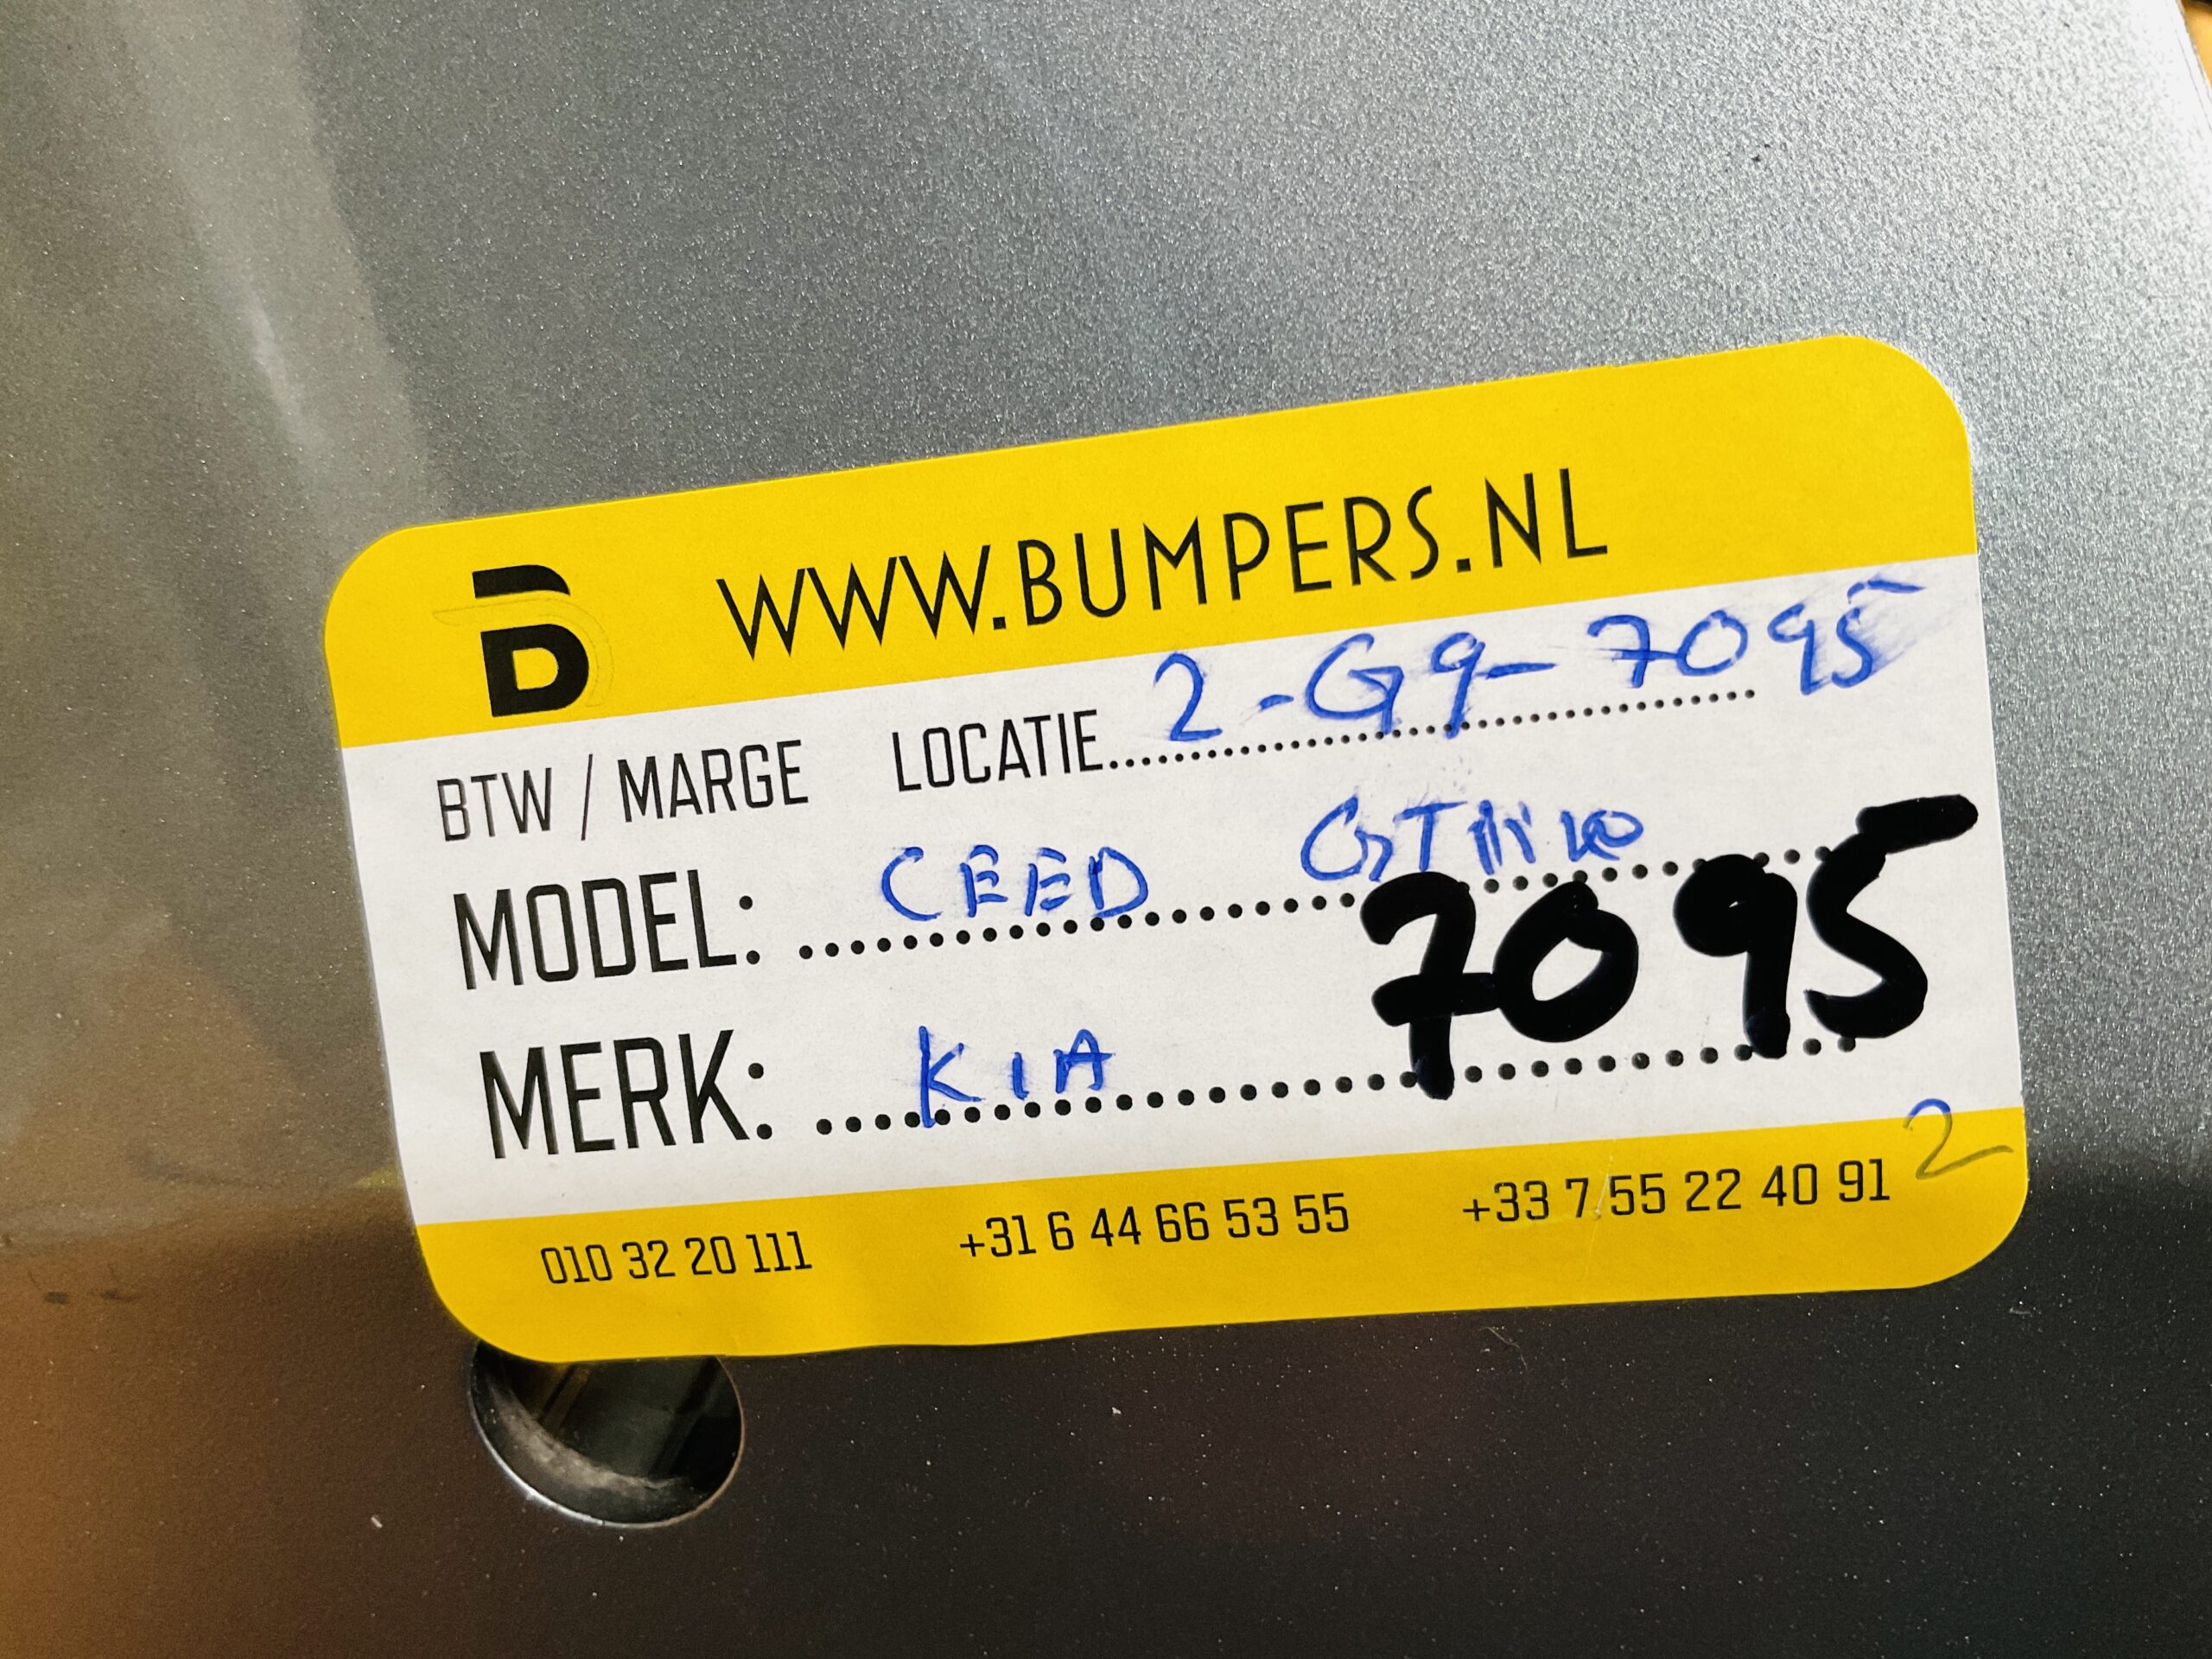 B WWW.BUMPERS.NL
BTW / MARGE LOCATIE.......... 2-G9-7095
MODEL: .......... CEED
7095
MERK: .......... KIA
2
010 32 20 111 +31 6 44 66 53 55 +33 7 55 22 40 91